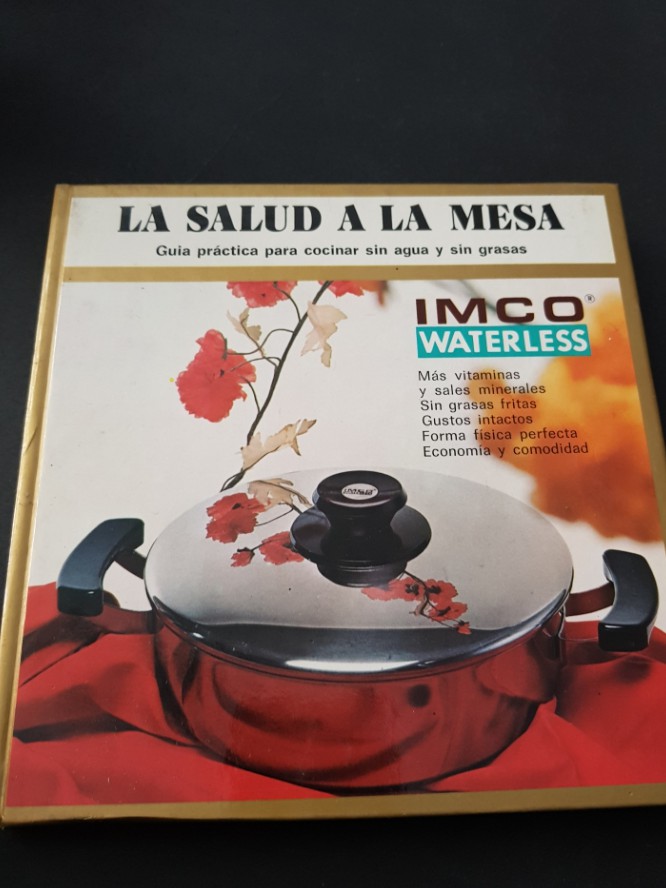 LA SALUD A LA MESA
Guia práctica para cocinar sin agua y sin grasas
IMCO®
WATERLESS
Más vitaminas
y sales minerales
Sin grasas fritas
Gustos intactos
Forma física perfecta
Economía y comodidad